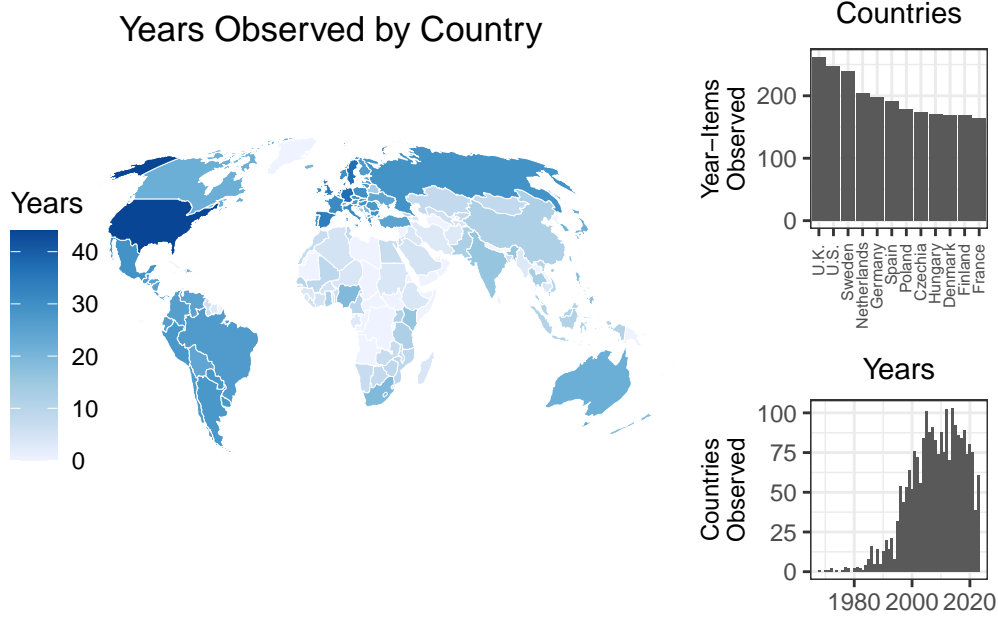 Years Observed by Country
Years
40
30
20
10
0
Countries
Year–Items
Observed
200
100
0
U.K.
U.S.
Sweden
Netherlands
Germany
Spain
Poland
Czechia
Hungary
Denmark
Finland
France
Years
Countries
Observed
100
75
50
25
0
1980 2000 2020